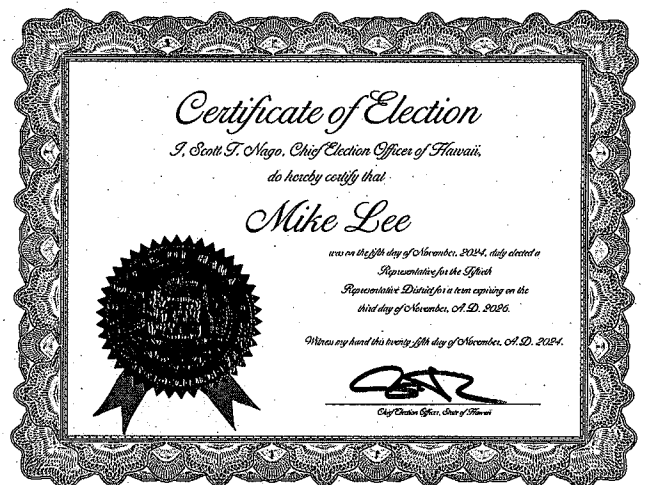 Certificate of Election
I, Scott T. Nago, Chief Election Officer of Hawaii,
do hereby certify that
Mike Lee
was on the fifth day of November, 2024, duly elected a
Representative for the Fiftieth
Representative District for a term expiring on the
third day of November, A.D. 2026.
Witness my hand this twenty fifth day of November, A.D. 2024.
Chief Election Officer, State of Hawaii